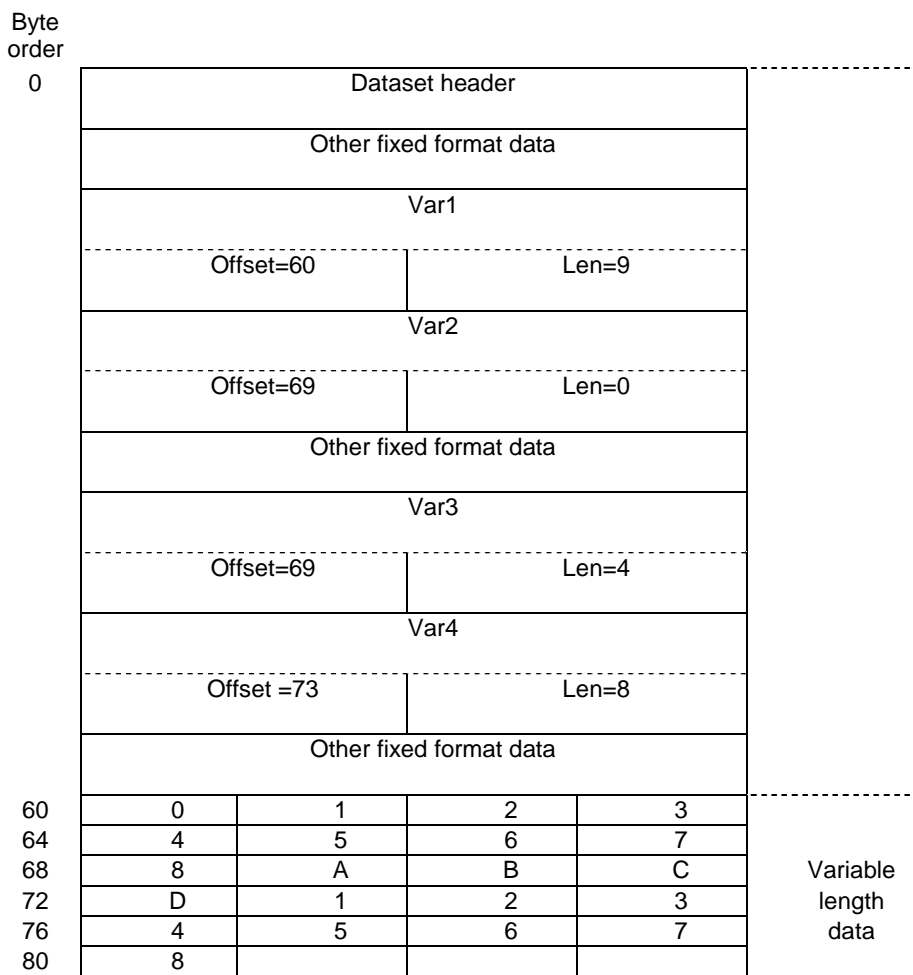 Byte
order
0 Dataset header
Other fixed format data
Var1
Offset=60 Len=9
Var2
Offset=69 Len=0
Other fixed format data
Var3
Offset=69 Len=4
Var4
Offset =73 Len=8
Other fixed format data
60 0 1 2 3
64 4 5 6 7
68 8 A B C Variable
72 D 1 2 3 length
76 4 5 6 7 data
80 8